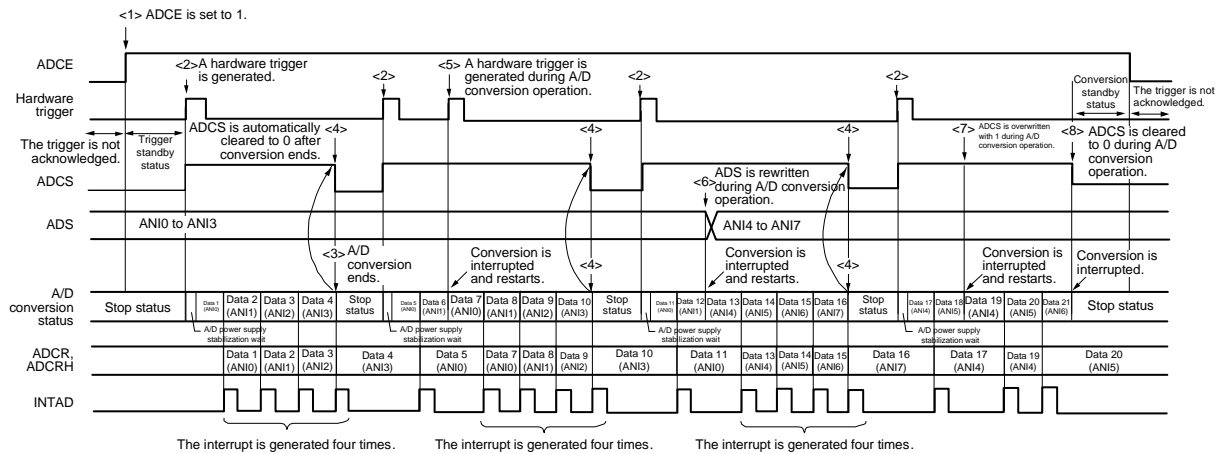 <1> ADCE is set to 1.
ADCE
<2> A hardware trigger
is generated.
<2>
<5> A hardware trigger is
generated during A/D
conversion operation.
<2>
<2>
Conversion
standby
status
The trigger is not
acknowledged.
Hardware
trigger
The trigger is not
acknowledged.
Trigger
standby
status
ADCS is automatically
cleared to 0 after
conversion ends.
<4>
<4>
<4>
<7> ADCS is overwritten
with 1 during A/D
conversion operation.
<8> ADCS is cleared
to 0 during A/D
conversion
operation.
ADCS
<6> ADS is rewritten
during A/D conversion
operation.
ADS
ANI0 to ANI3
ANI4 to ANI7
<3> A/D
conversion
ends.
Conversion is
interrupted
and restarts.
<4>
Conversion is
interrupted
and restarts.
<4>
Conversion is
interrupted
and restarts.
Conversion is
interrupted.
A/D
conversion
status
Stop status
Data 1
(ANI0)
Data 2
(ANI1)
Data 3
(ANI2)
Data 4
(ANI3)
Stop
status
Data 5
(ANI0)
Data 6
(ANI1)
Data 7
(ANI0)
Data 8
(ANI1)
Data 9
(ANI2)
Data 10
(ANI3)
Stop
status
Data 11
(ANI0)
Data 12
(ANI1)
Data 13
(ANI4)
Data 14
(ANI5)
Data 15
(ANI6)
Data 16
(ANI7)
Stop
status
Data 17
(ANI4)
Data 18
(ANI5)
Data 19
(ANI4)
Data 20
(ANI5)
Data 21
(ANI6)
Stop status
A/D power supply
stabilization wait
A/D power supply
stabilization wait
A/D power supply
stabilization wait
A/D power supply
stabilization wait
ADCR,
ADCRH
Data 1
(ANI0)
Data 2
(ANI1)
Data 3
(ANI2)
Data 4
(ANI3)
Data 5
(ANI0)
Data 7
(ANI0)
Data 8
(ANI1)
Data 9
(ANI2)
Data 10
(ANI3)
Data 11
(ANI0)
Data 13
(ANI4)
Data 14
(ANI5)
Data 15
(ANI6)
Data 16
(ANI7)
Data 17
(ANI4)
Data 19
(ANI4)
Data 20
(ANI5)
INTAD
The interrupt is generated four times.
The interrupt is generated four times.
The interrupt is generated four times.